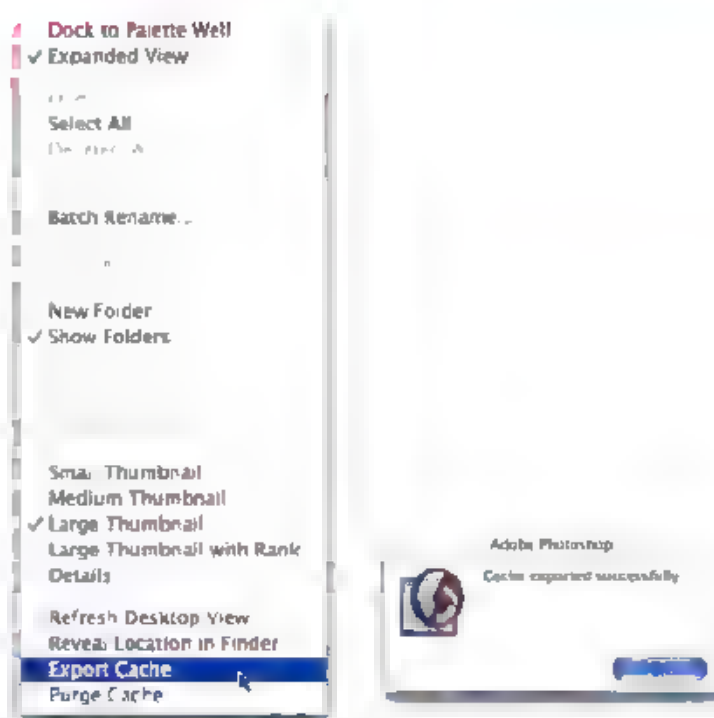 Dock to Palette Well
✓ Expanded View
Select All
Batch Rename...
New Folder
✓ Show Folders
Small Thumbnail
Medium Thumbnail
✓ Large Thumbnail
Large Thumbnail with Rank
Details
Refresh Desktop View
Reveal Location in Finder
Export Cache
Purge Cache
Adobe Photoshop
Cache exported successfully